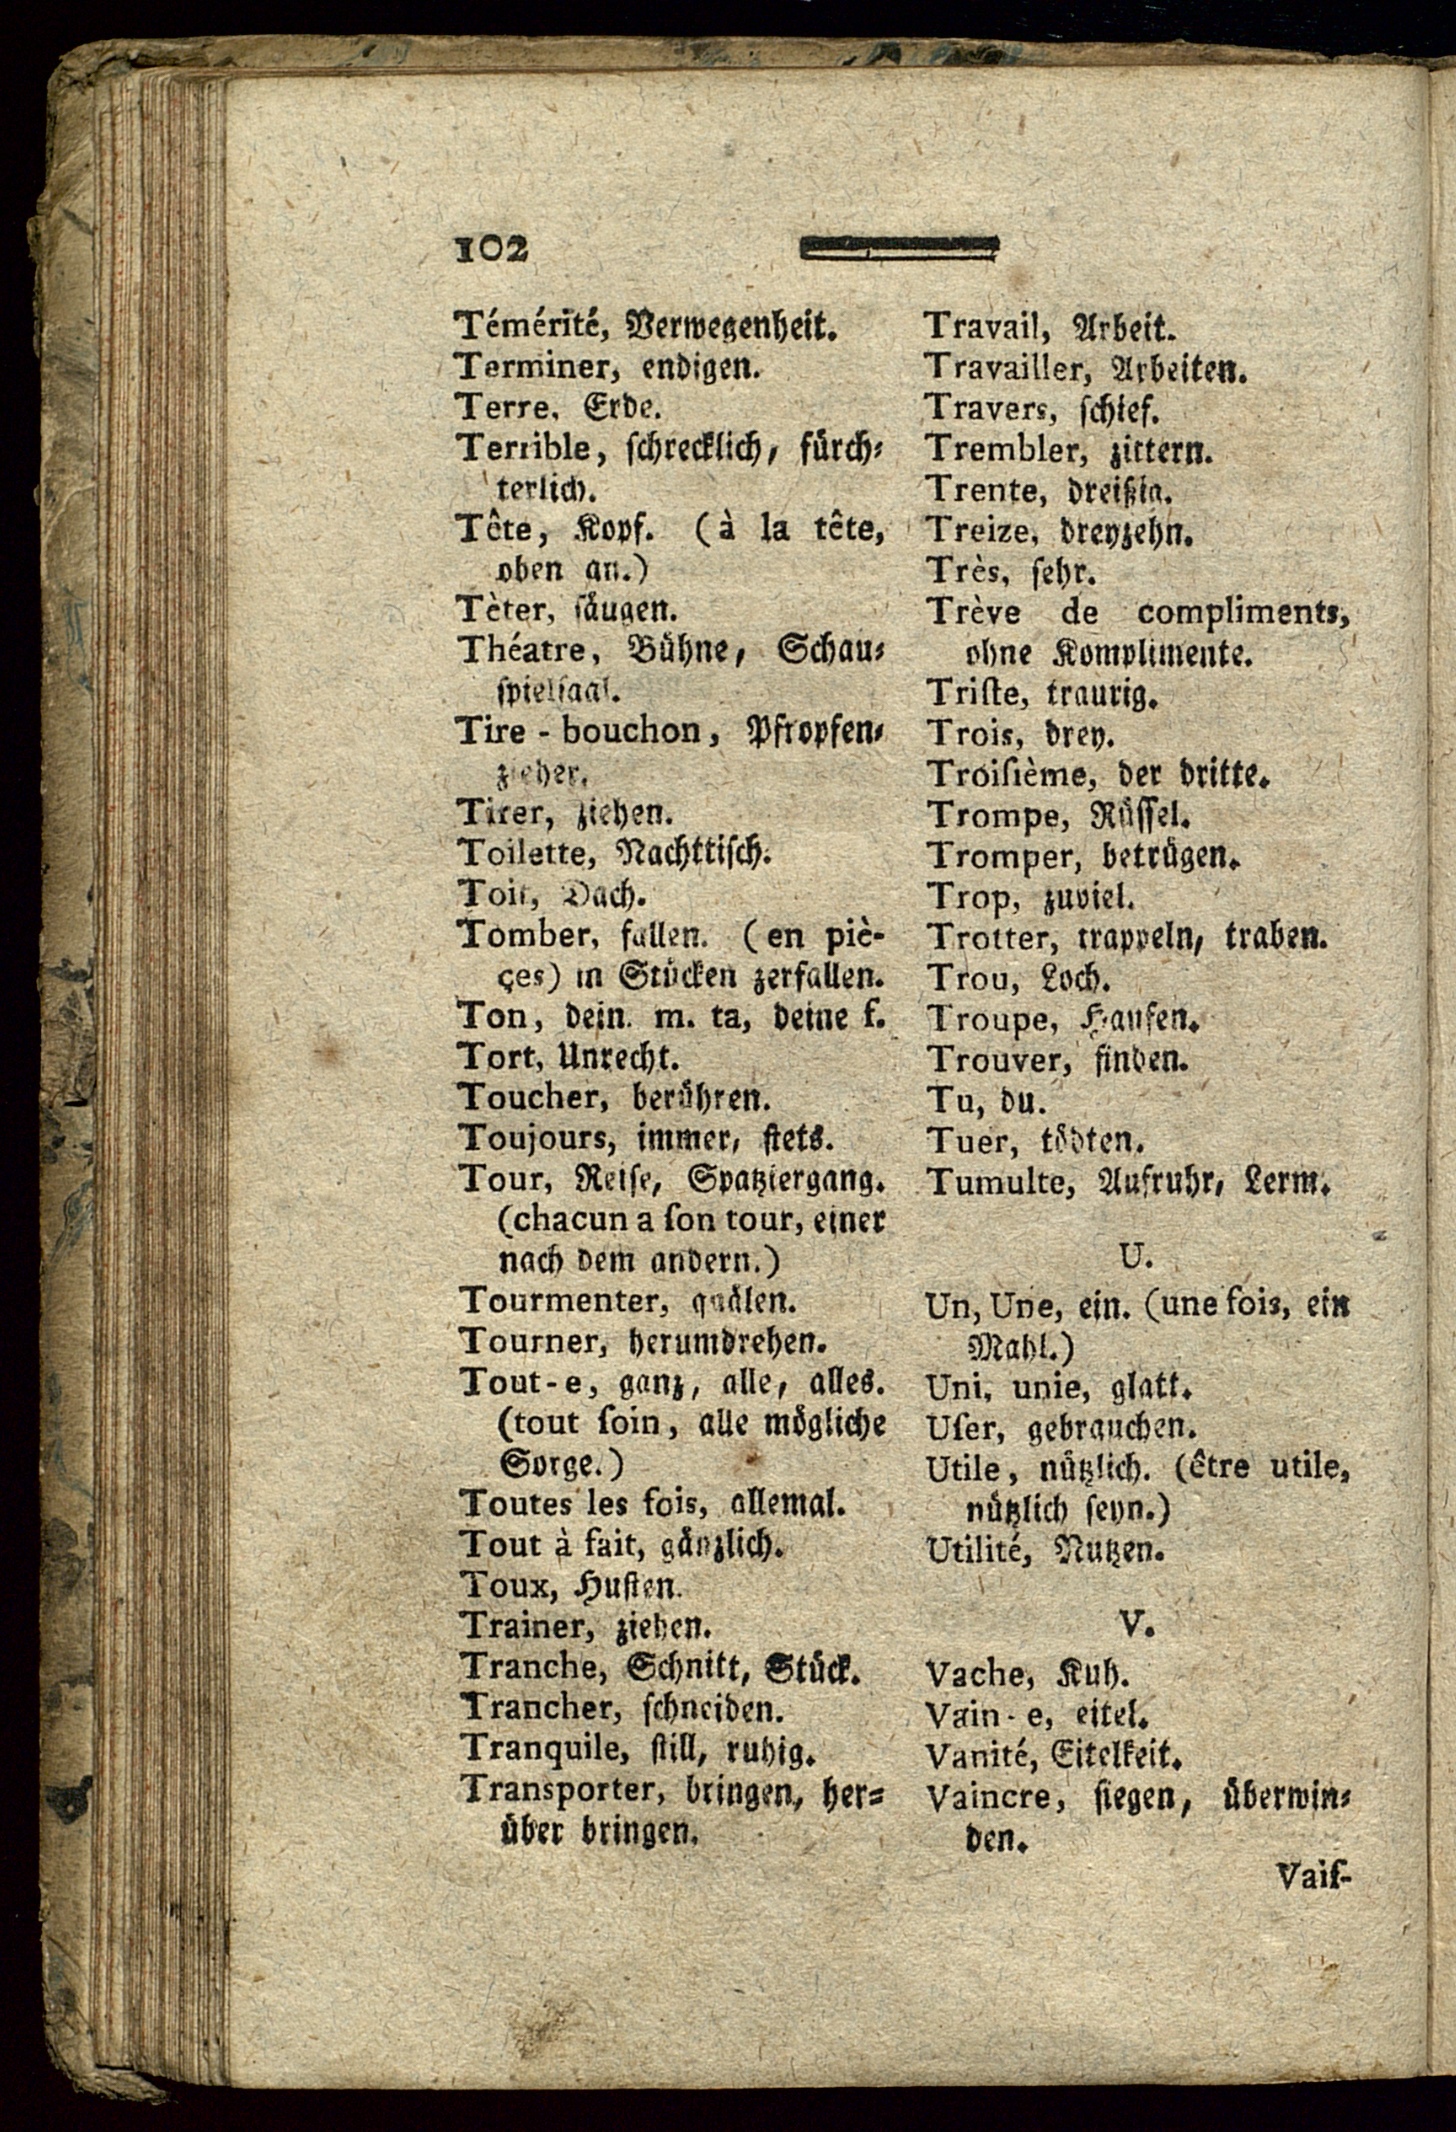 102
Témérité, Verwegenheit.
Terminer, endigen.
Terre, Erde.
Terrible, ſchrecklich, fürch⸗
terlich.
Tête, Kopf. (à la tête,
oben an.)
Tèter, ſäugen.
Théatre, Bühne, Schau⸗
ſpielſaal.
Tire - bouchon, Pfropfen⸗
zieher.
Tirer, ziehen.
Toilette, Nachttiſch.
Toit, Dach.
Tomber, fallen. (en piè-
çes) in Stücken zerfallen.
Ton, dein. m. ta, deine f.
Tort, Unrecht.
Toucher, berühren.
Toujours, immer, ſtets.
Tour, Reiſe, Spatziergang.
(chacun a ſon tour, einer
nach dem andern.)
Tourmenter, quälen.
Tourner, herumdrehen.
Tout-e, ganz, alle, alles.
(tout ſoin, alle mögliche
Sorge.)
Toutes les fois, allemal.
Tout à fait, gänzlich.
Toux, Huſten.
Trainer, ziehen.
Tranche, Schnitt, Stück.
Trancher, ſchneiden.
Tranquile, ſtill, ruhig.
Transporter, bringen, her⸗
über bringen.
Travail, Arbeit.
Travailler, Arbeiten.
Travers, ſchief.
Trembler, zittern.
Trente, dreißig.
Treize, dreyzehn.
Très, ſehr.
Trève de compliments,
ohne Komplimente.
Triſte, traurig.
Trois, drey.
Troiſième, der dritte.
Trompe, Rüſſel.
Tromper, betrügen.
Trop, zuviel.
Trotter, trappeln, traben.
Trou, Loch.
Troupe, Haufen.
Trouver, finden.
Tu, du.
Tuer, tödten.
Tumulte, Aufruhr, Lerm.
U.
Un, Une, ein. (une fois, ein
Mahl.)
Uni, unie, glatt.
Uſer, gebrauchen.
Utile, nützlich. (être utile,
nützlich ſeyn.)
Utilité, Nutzen.
V.
Vache, Kuh.
Vain - e, eitel.
Vanité, Eitelkeit.
Vaincre, ſiegen, überwin⸗
den.
Vaiſ-